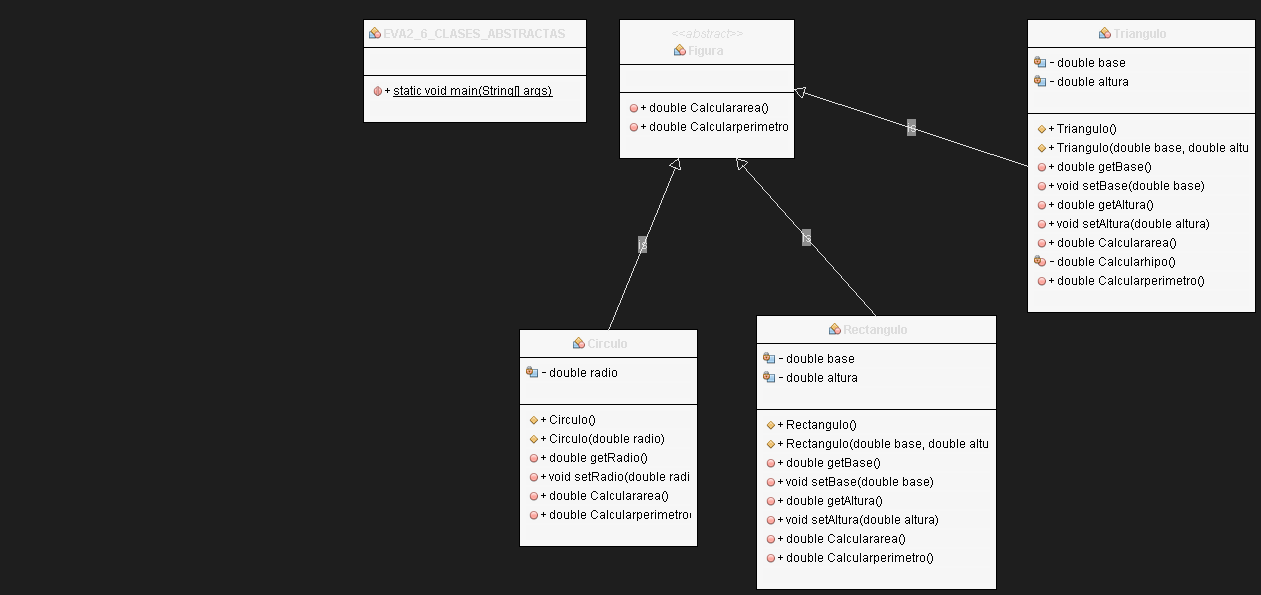 EVA2_6_CLASES_ABSTRACTAS
+ static void main(String[] args)
<<abstract>>
Figura
+ double Calculararea()
+ double Calcularperimetro
Triangulo
- double base
- double altura
+ Triangulo()
+ Triangulo(double base, double altu
+ double getBase()
+ void setBase(double base)
+ double getAltura()
+ void setAltura(double altura)
+ double Calculararea()
- double Calcularhipo()
+ double Calcularperimetro()
is
is
is
Circulo
- double radio
+ Circulo()
+ Circulo(double radio)
+ double getRadio()
+ void setRadio(double radi
+ double Calculararea()
+ double Calcularperimetro(
Rectangulo
- double base
- double altura
+ Rectangulo()
+ Rectangulo(double base, double altu
+ double getBase()
+ void setBase(double base)
+ double getAltura()
+ void setAltura(double altura)
+ double Calculararea()
+ double Calcularperimetro()